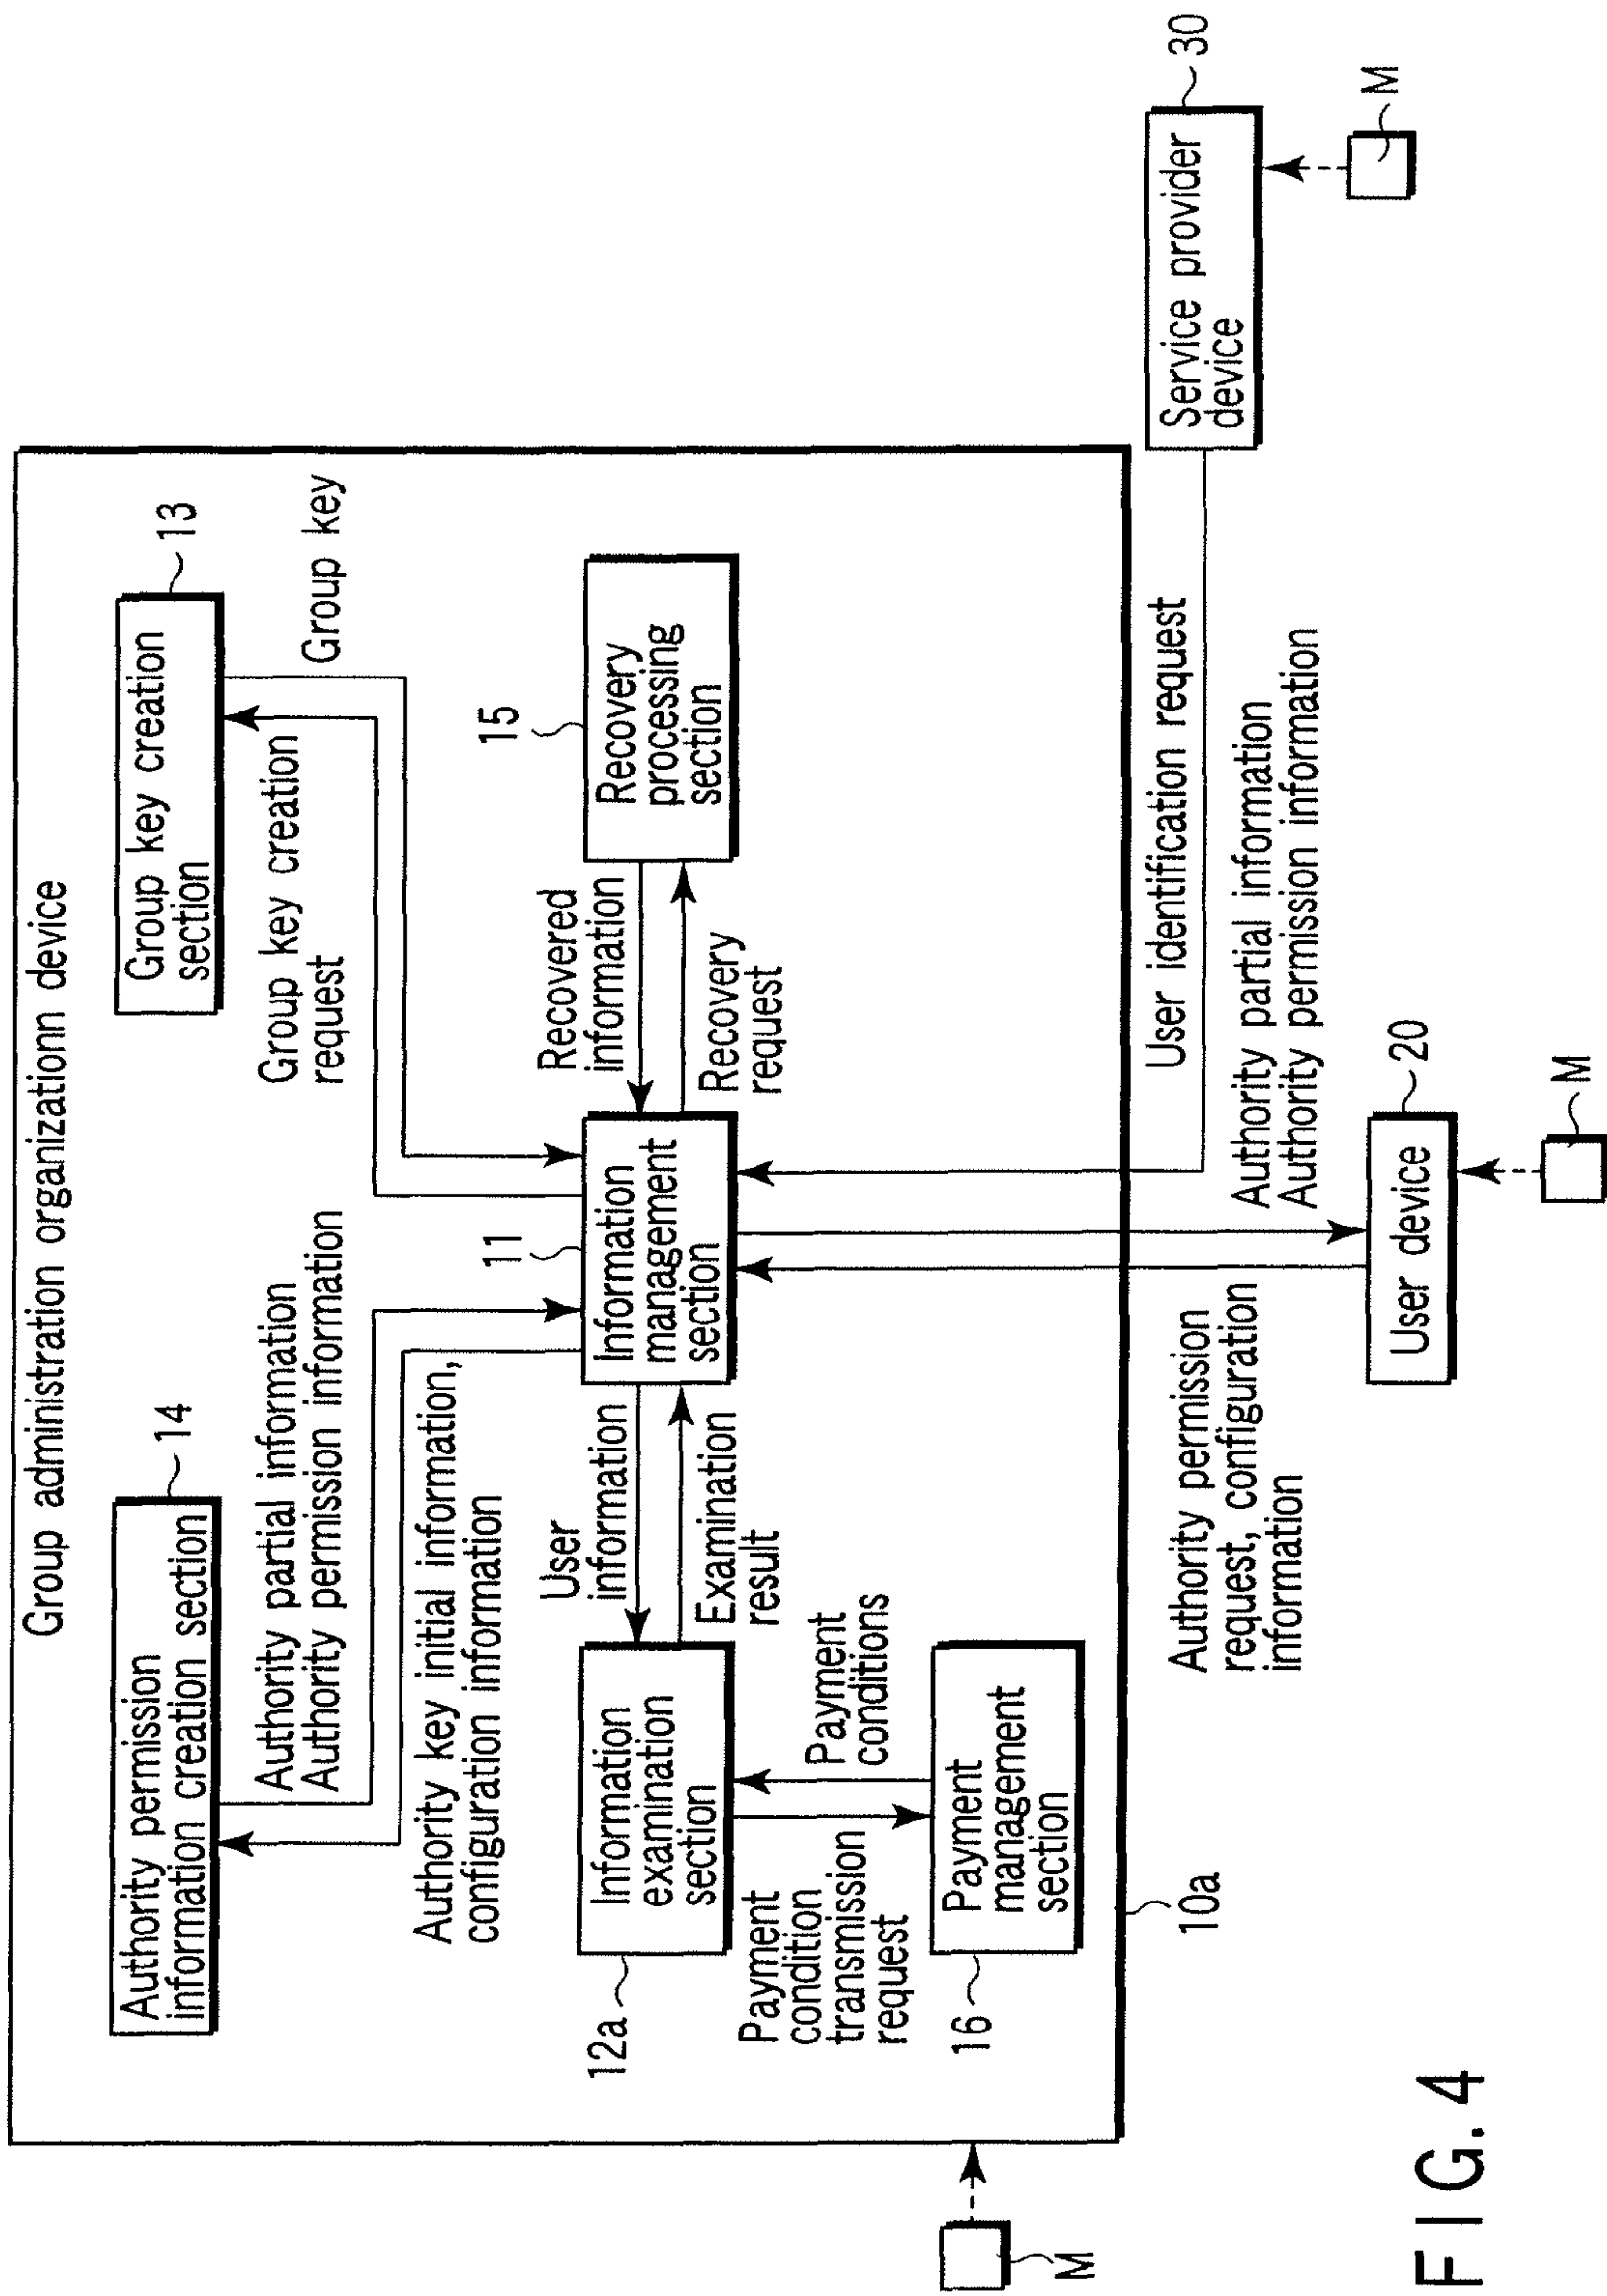 Group administration organizationn device
Authority permission
information creation section
14
Group key creation
section
13
Authority partial information
Authority permission information
Group key creation
request
Group key
Authority key initial information,
configuration information
11
15
User
information
Recovered
information
12a
Information
examination
section
Information
management
section
Recovery
processing
section
Examination
result
Recovery
request
Payment
condition
transmission
request
Payment
conditions
16
Payment
management
section
M
10a
User identification request
Service provider
device
30
Authority permission
request, configuration
information
Authority partial information
Authority permission information
M
User device
20
M
FIG. 4